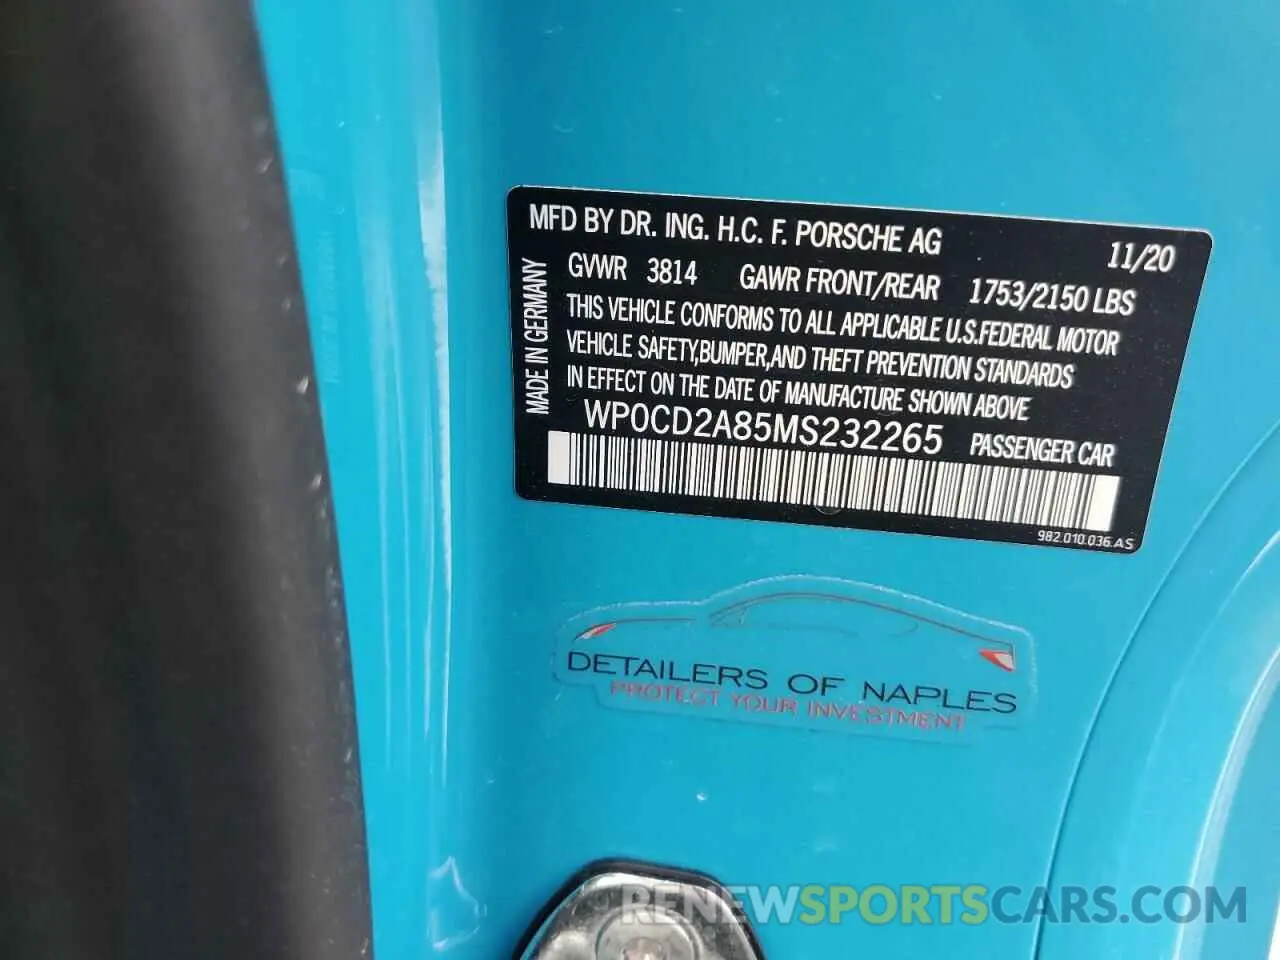 MFD BY DR. ING. H.C. F. PORSCHE AG 11/20
GVWR 3814 GAWR FRONT/REAR 1753/2150 LBS
THIS VEHICLE CONFORMS TO ALL APPLICABLE U.S.FEDERAL MOTOR
VEHICLE SAFETY,BUMPER,AND THEFT PREVENTION STANDARDS
IN EFFECT ON THE DATE OF MANUFACTURE SHOWN ABOVE
MADE IN GERMANY
WP0CD2A85MS232265 PASSENGER CAR
982.010.036.AS
DETAILERS OF NAPLES
PROTECT YOUR INVESTMENT
RENEWSPORTSCARS.COM